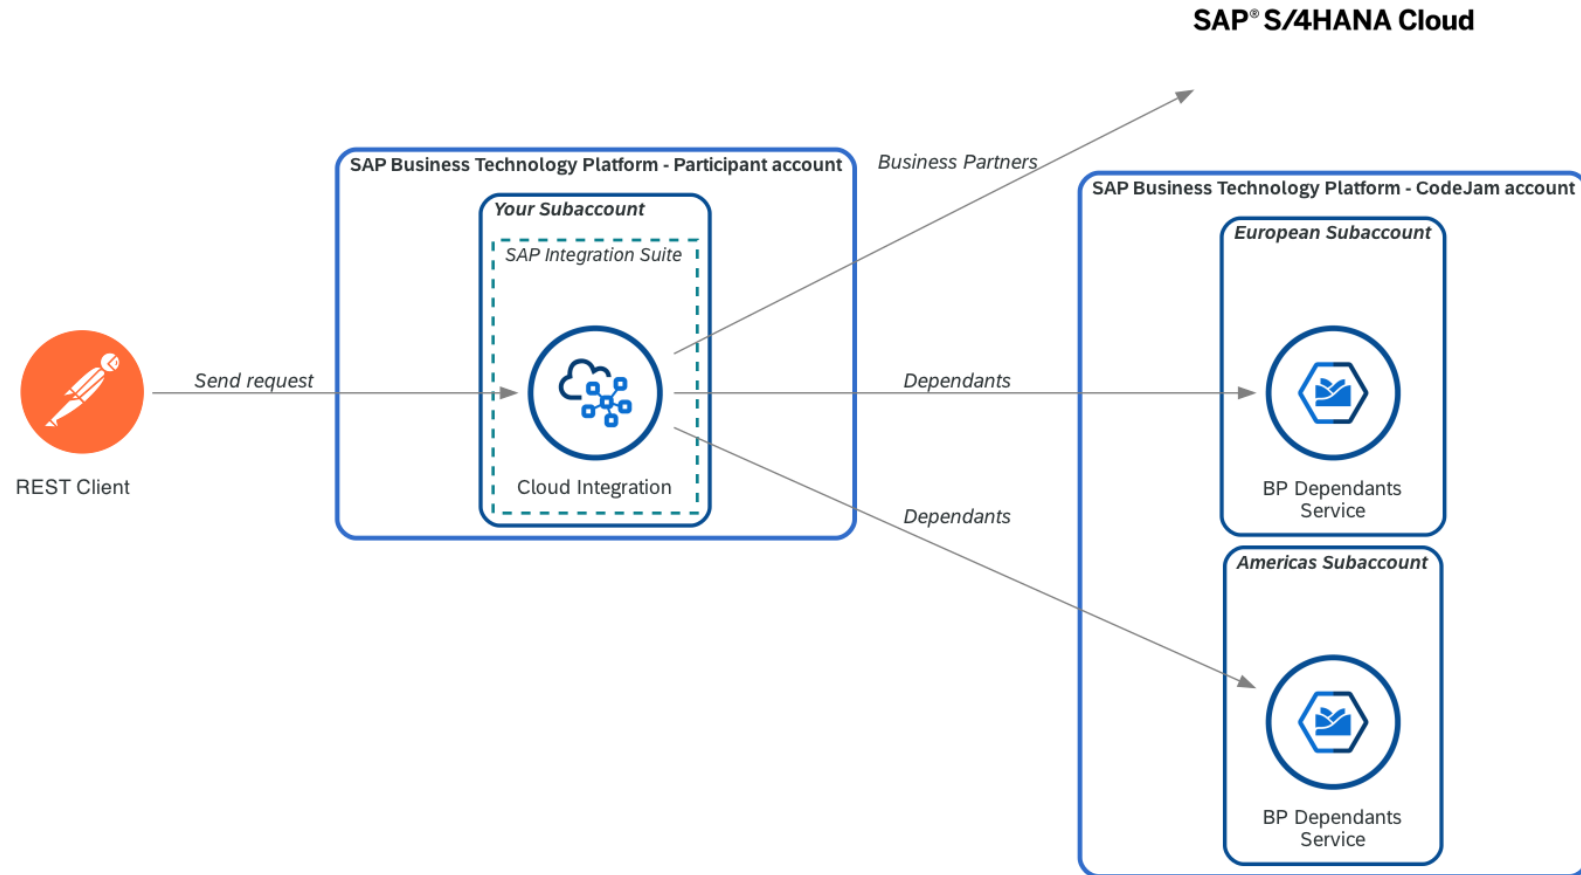 SAP® S/4HANA Cloud
SAP Business Technology Platform - Participant account
Your Subaccount
SAP Integration Suite
Cloud Integration
REST Client
Send request
Business Partners
Dependants
Dependants
SAP Business Technology Platform - CodeJam account
European Subaccount
BP Dependants
Service
Americas Subaccount
BP Dependants
Service